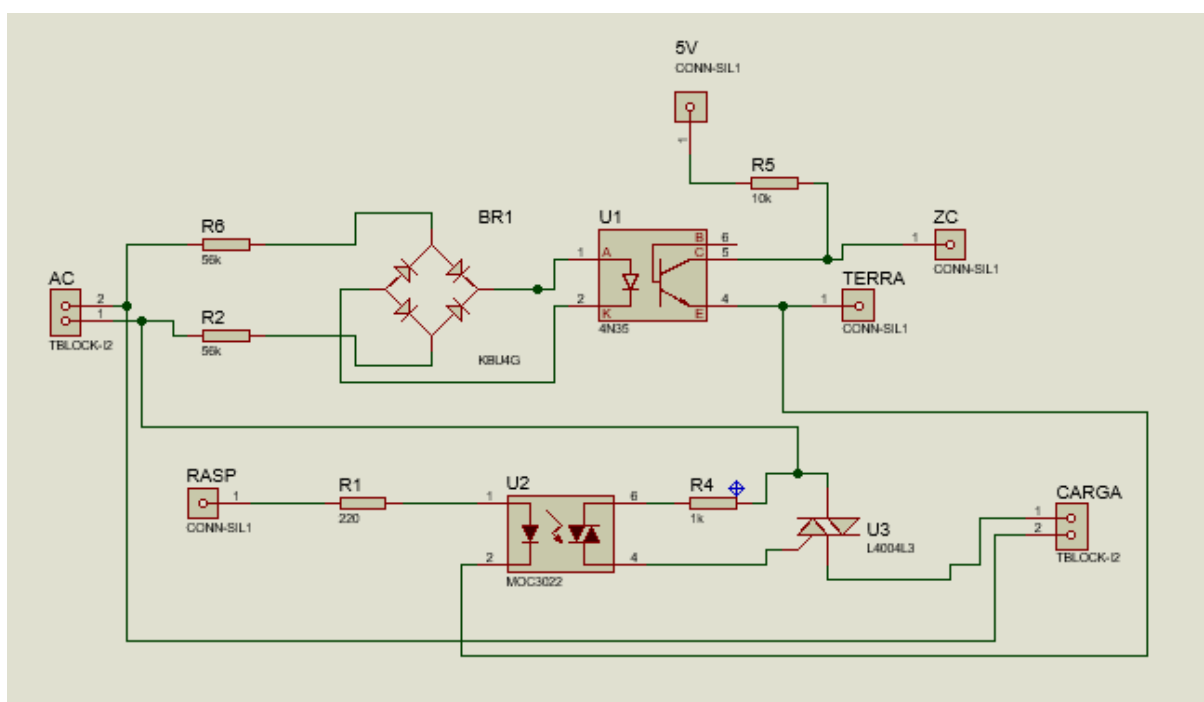 5V
CONN-SIL1
1
R5
10k
R6
56k
BR1
U1
B 6
C 5
1 A
2 K
E 4
4N35
ZC
1
CONN-SIL1
TERRA
1
CONN-SIL1
AC
2
1
TBLOCK-I2
R2
56k
KBU4G
RASP
1
CONN-SIL1
R1
220
U2
1
6
2
4
MOC3022
R4
1k
U3
L4004L3
CARGA
1
2
TBLOCK-I2